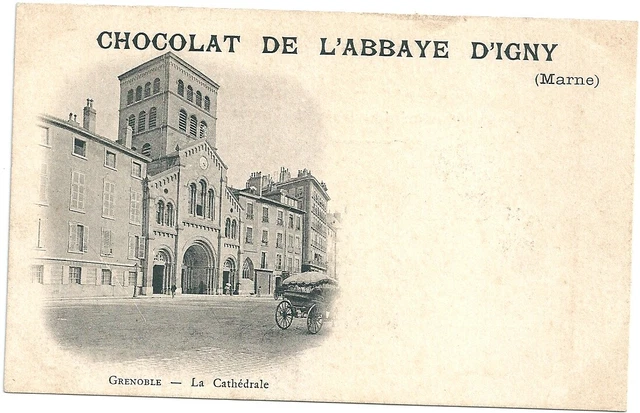 CHOCOLAT DE L'ABBAYE D'IGNY
(Marne)
GRENOBLE — La Cathédrale